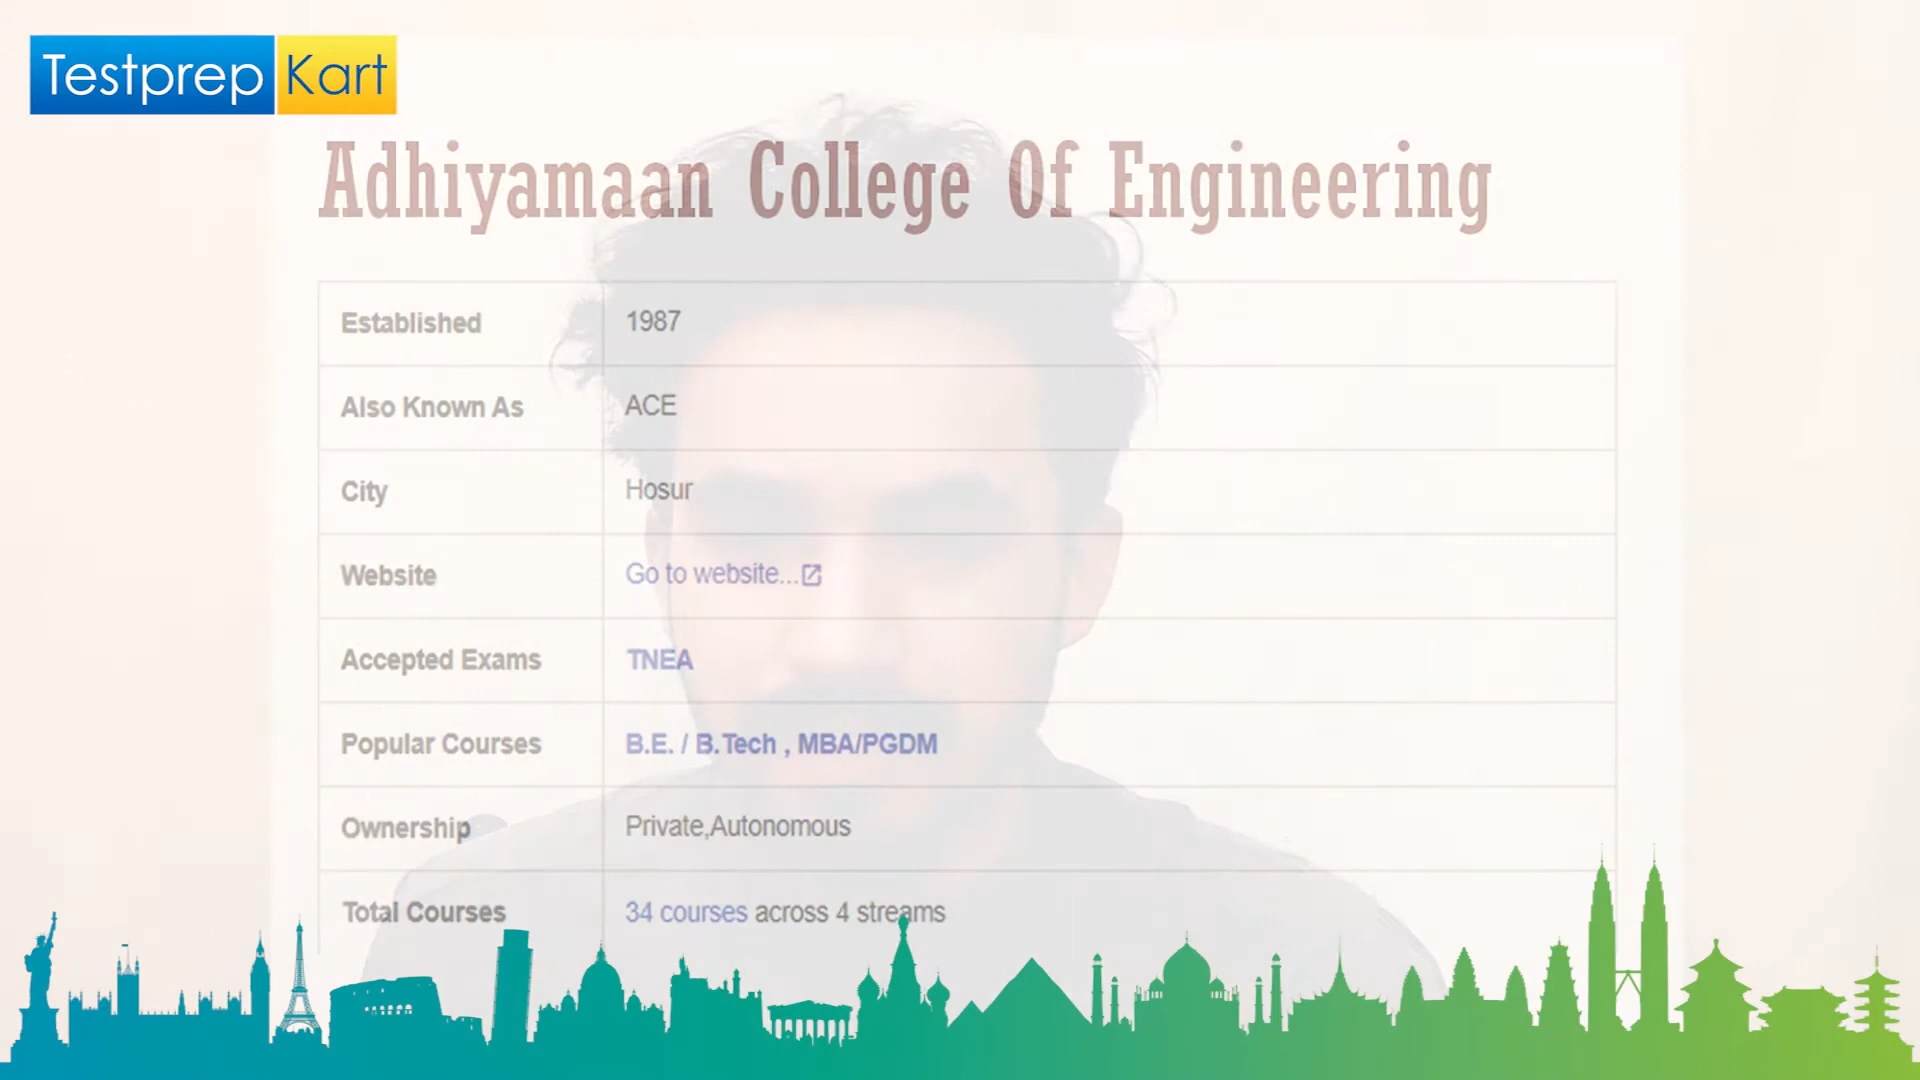 Testprep Kart
Adhiyamaan College Of Engineering
Established 1987
Also Known As ACE
City Hosur
Website Go to website...
Accepted Exams TNEA
Popular Courses B.E. / B.Tech , MBA/PGDM
Ownership Private,Autonomous
Total Courses 34 courses across 4 streams